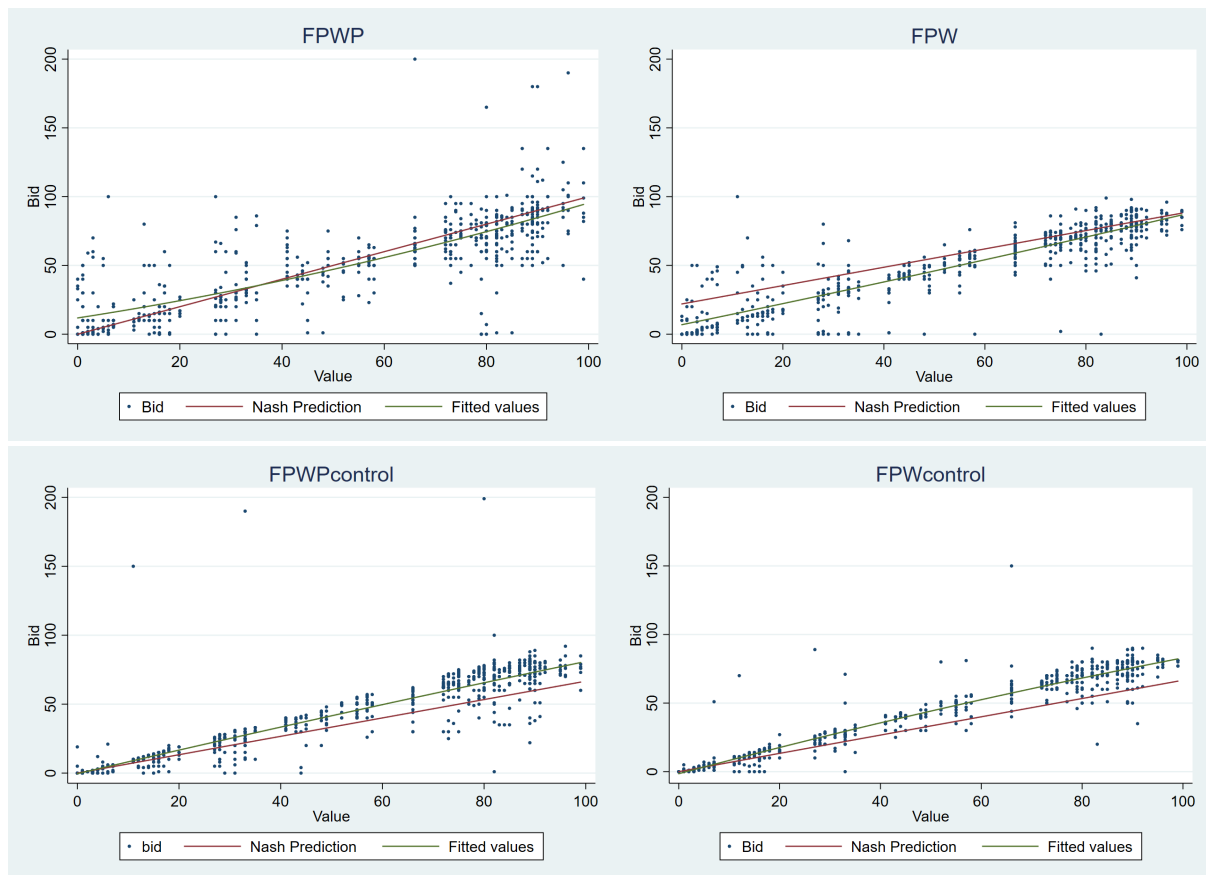 FPWP
200
150
100
50
0
Bid
0 20 40 60 80 100
Value
Bid Nash Prediction Fitted values
FPW
200
150
100
50
0
Bid
0 20 40 60 80 100
Value
Bid Nash Prediction Fitted values
FPWPcontrol
200
150
100
50
0
Bid
0 20 40 60 80 100
Value
bid Nash Prediction Fitted values
FPWcontrol
200
150
100
50
0
Bid
0 20 40 60 80 100
Value
Bid Nash Prediction Fitted values